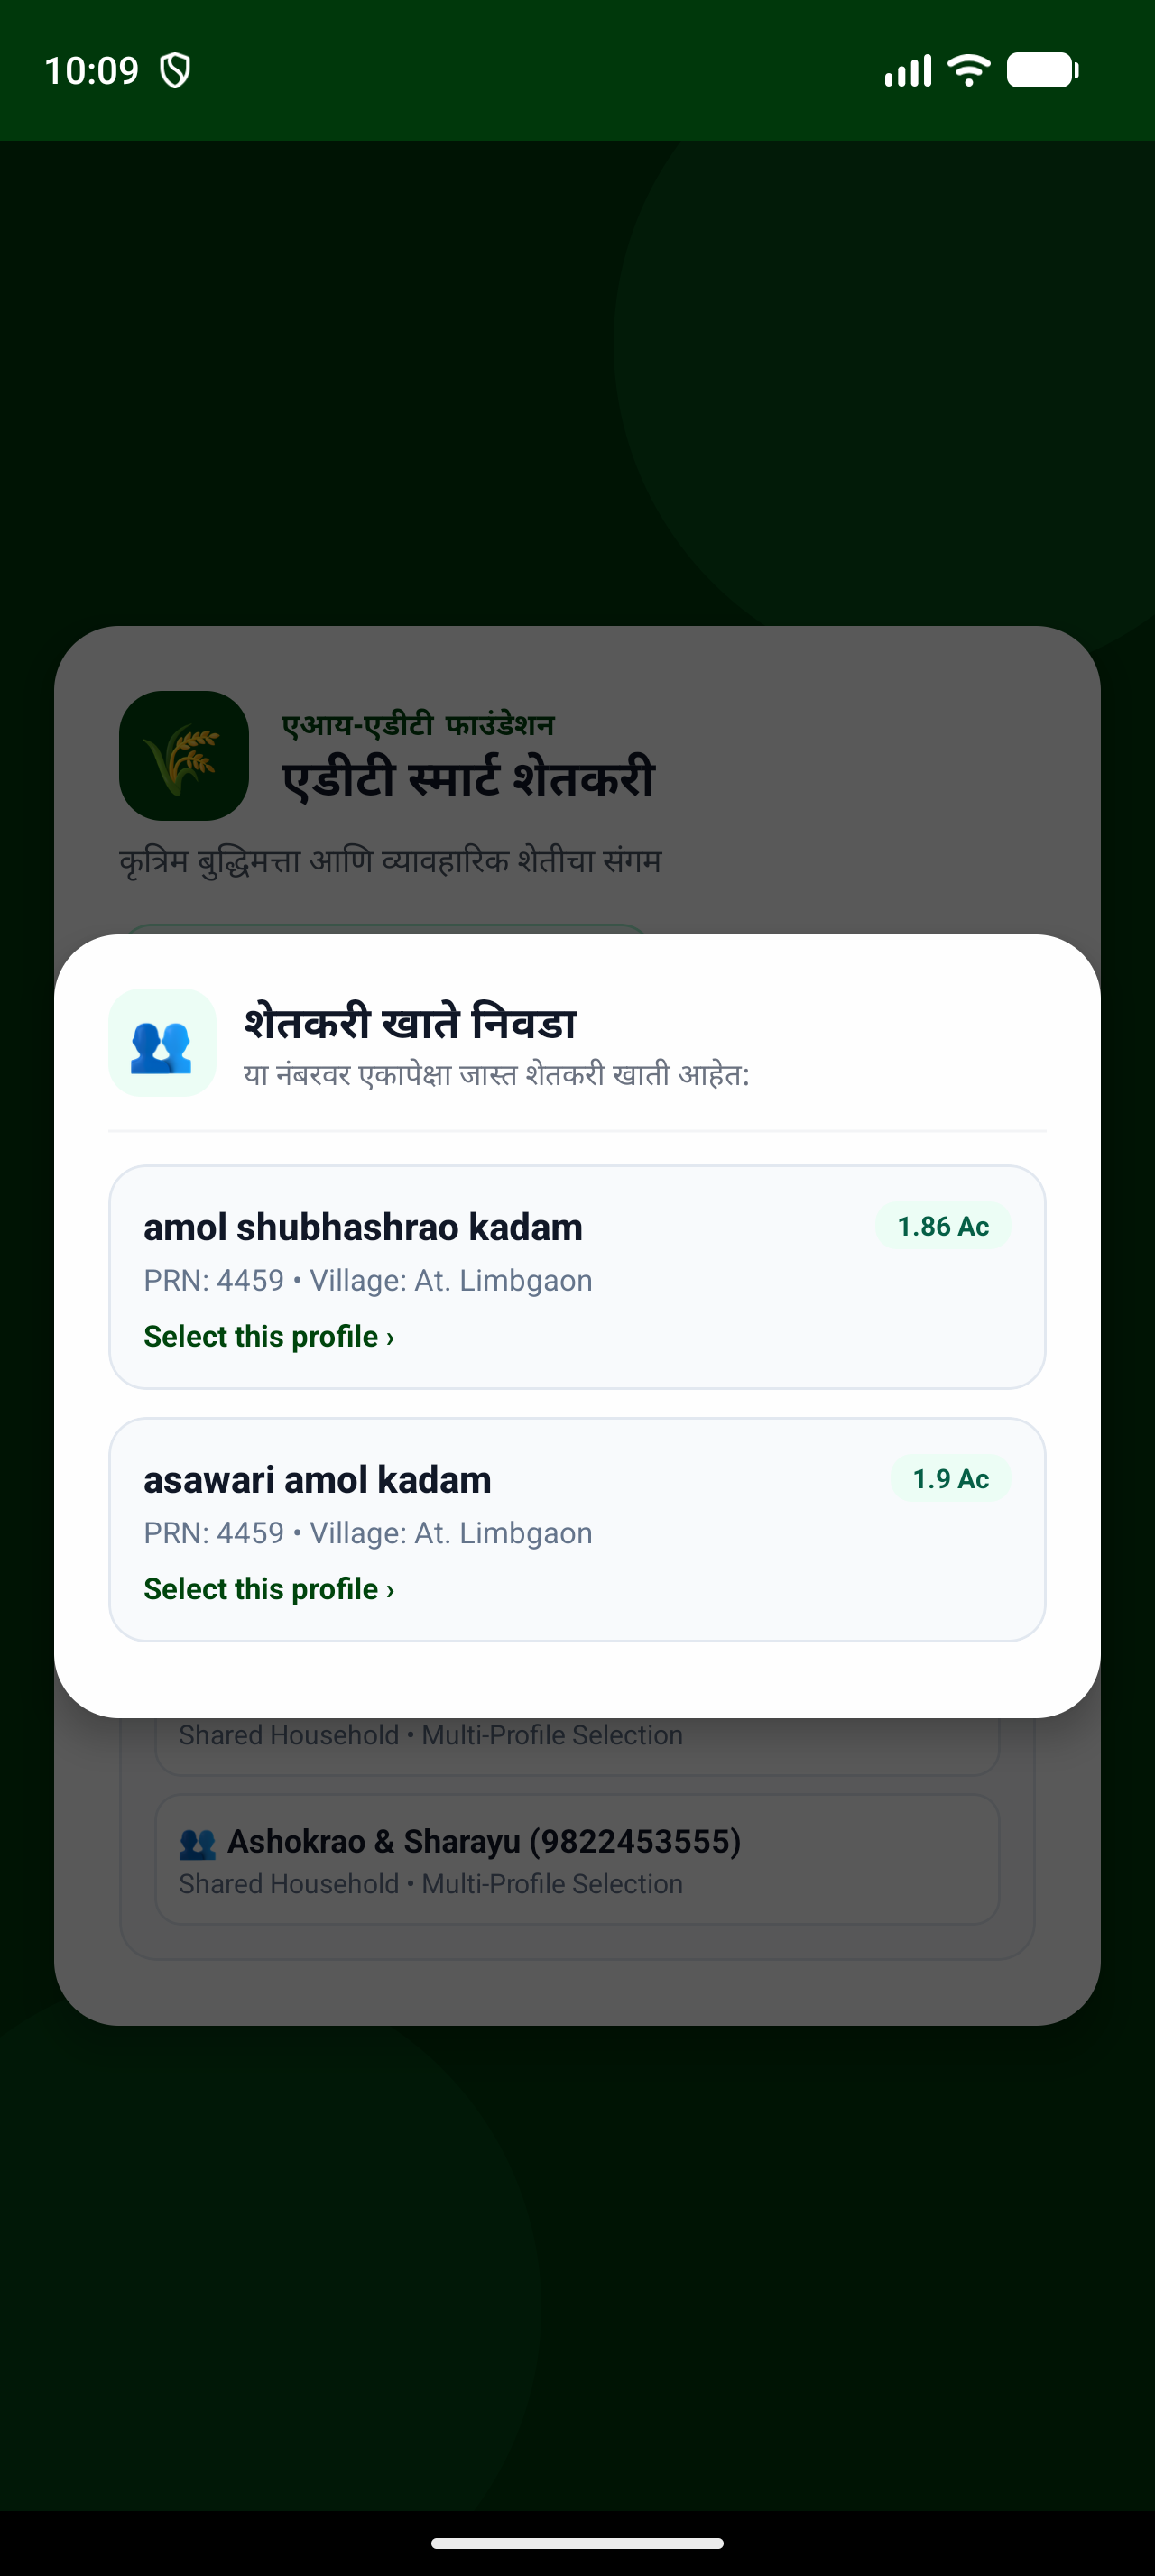 10:09
एआय-एडीटी फाउंडेशन
एडीटी स्मार्ट शेतकरी
कृत्रिम बुद्धिमत्ता आणि व्यावहारिक शेतीचा संगम
शेतकरी खाते निवडा
या नंबरवर एकापेक्षा जास्त शेतकरी खाती आहेत:
amol shubhashrao kadam
1.86 Ac
PRN: 4459 • Village: At. Limbgaon
Select this profile ›
asawari amol kadam
1.9 Ac
PRN: 4459 • Village: At. Limbgaon
Select this profile ›
Shared Household • Multi-Profile Selection
Ashokrao & Sharayu (9822453555)
Shared Household • Multi-Profile Selection